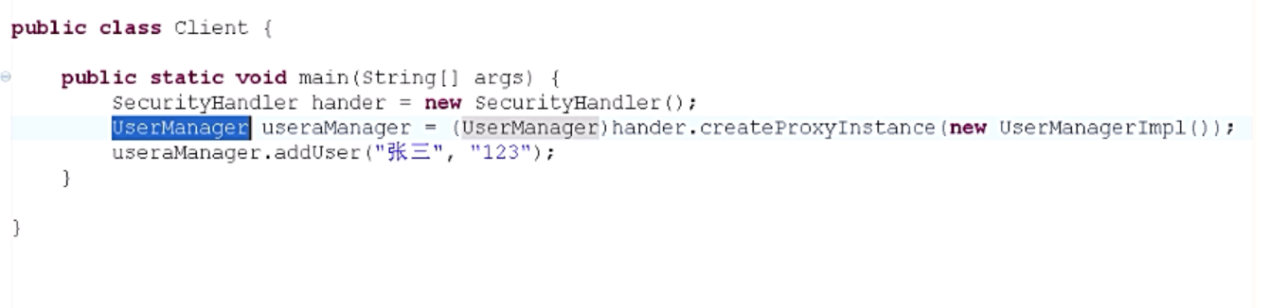 public class Client {
public static void main(String[] args) {
SecurityHandler hander = new SecurityHandler();
UserManager useraManager = (UserManager)hander.createProxyInstance(new UserManagerImpl());
useraManager.addUser("张三", "123");
}
}